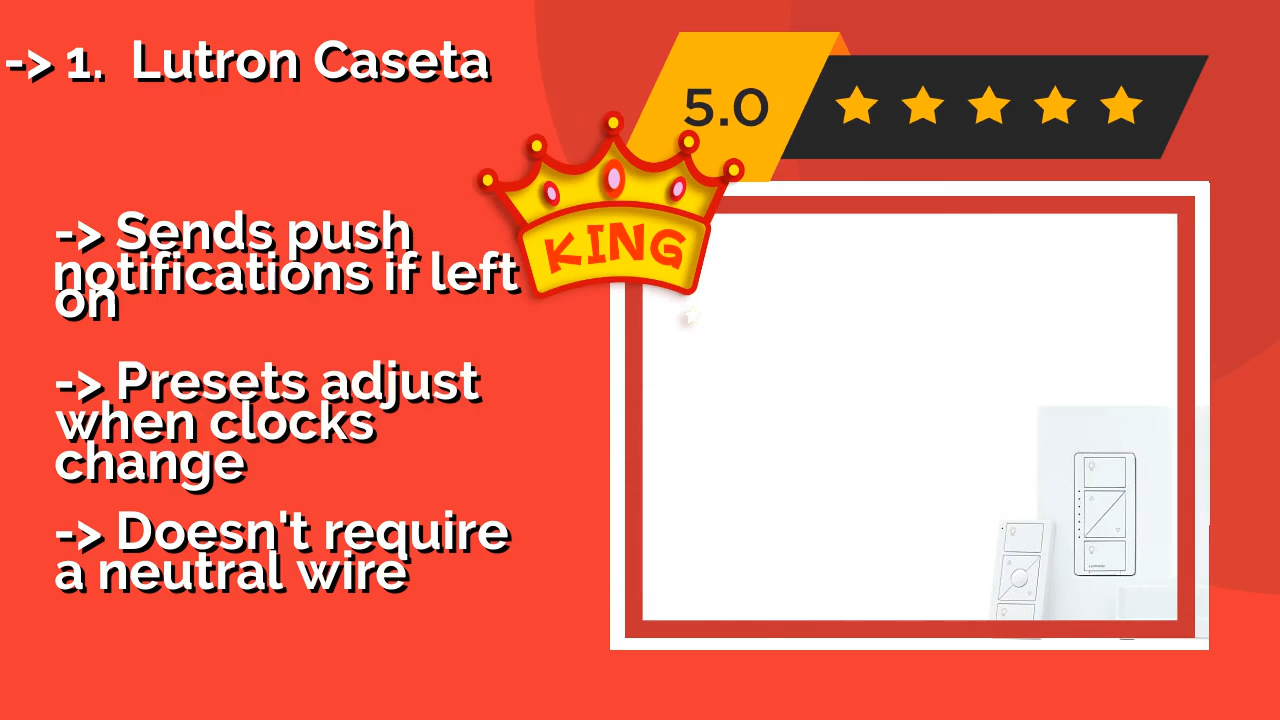 -> 1.  Lutron Caseta
5.0
KING
-> Sends push
notifications if left
on
-> Presets adjust
when clocks
change
-> Doesn't require
a neutral wire